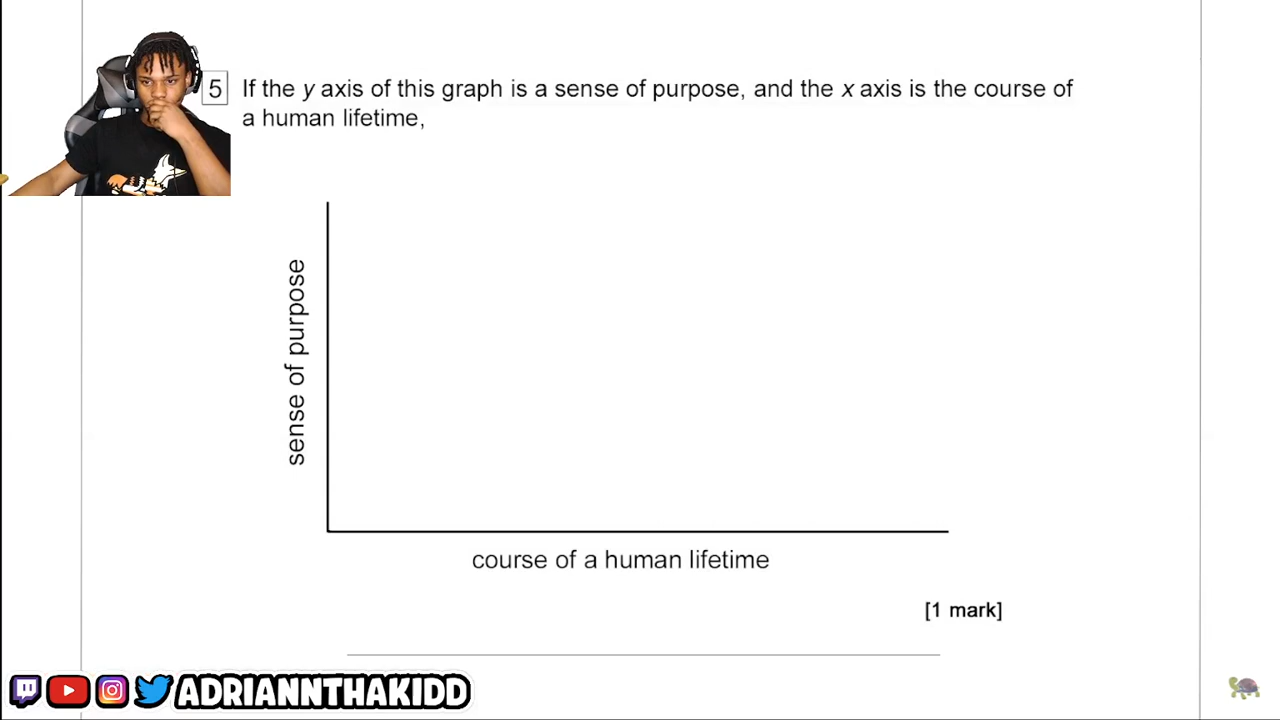 5
If the y axis of this graph is a sense of purpose, and the x axis is the course of
a human lifetime,
sense of purpose
course of a human lifetime
[1 mark]
ADRIANNTHAKIDD